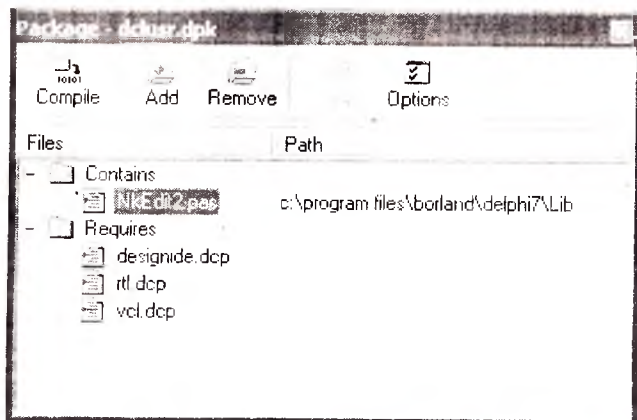 Package - dclusr.dpk
Compile Add Remove Options
Files Path
Contains
NkEdit2.pas c:\program files\borland\delphi7\Lib
Requires
designide.dcp
rtl.dcp
vcl.dcp